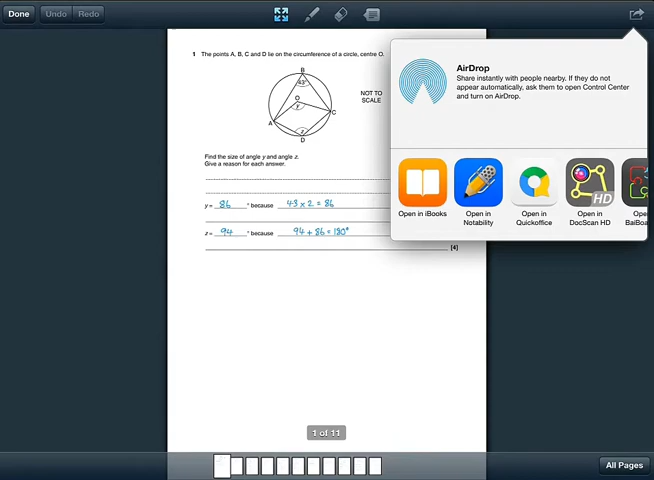 Done Undo Redo
1 The points A, B, C and D lie on the circumference of a circle, centre O.
B
43°
O
y
NOT TO
SCALE
C
A
z
D
Find the size of angle y and angle z.
Give a reason for each answer.
y = 86 ° because 43 x 2 = 86
z = 94 ° because 94 + 86 = 180°
[4]
AirDrop
Share instantly with people nearby. If they do not
appear automatically, ask them to open Control Center
and turn on AirDrop.
HD
Open in iBooks
Open in
Notability
Open in
Quickoffice
Open in
DocScan HD
Ope
BaiBoa
1 of 11
All Pages